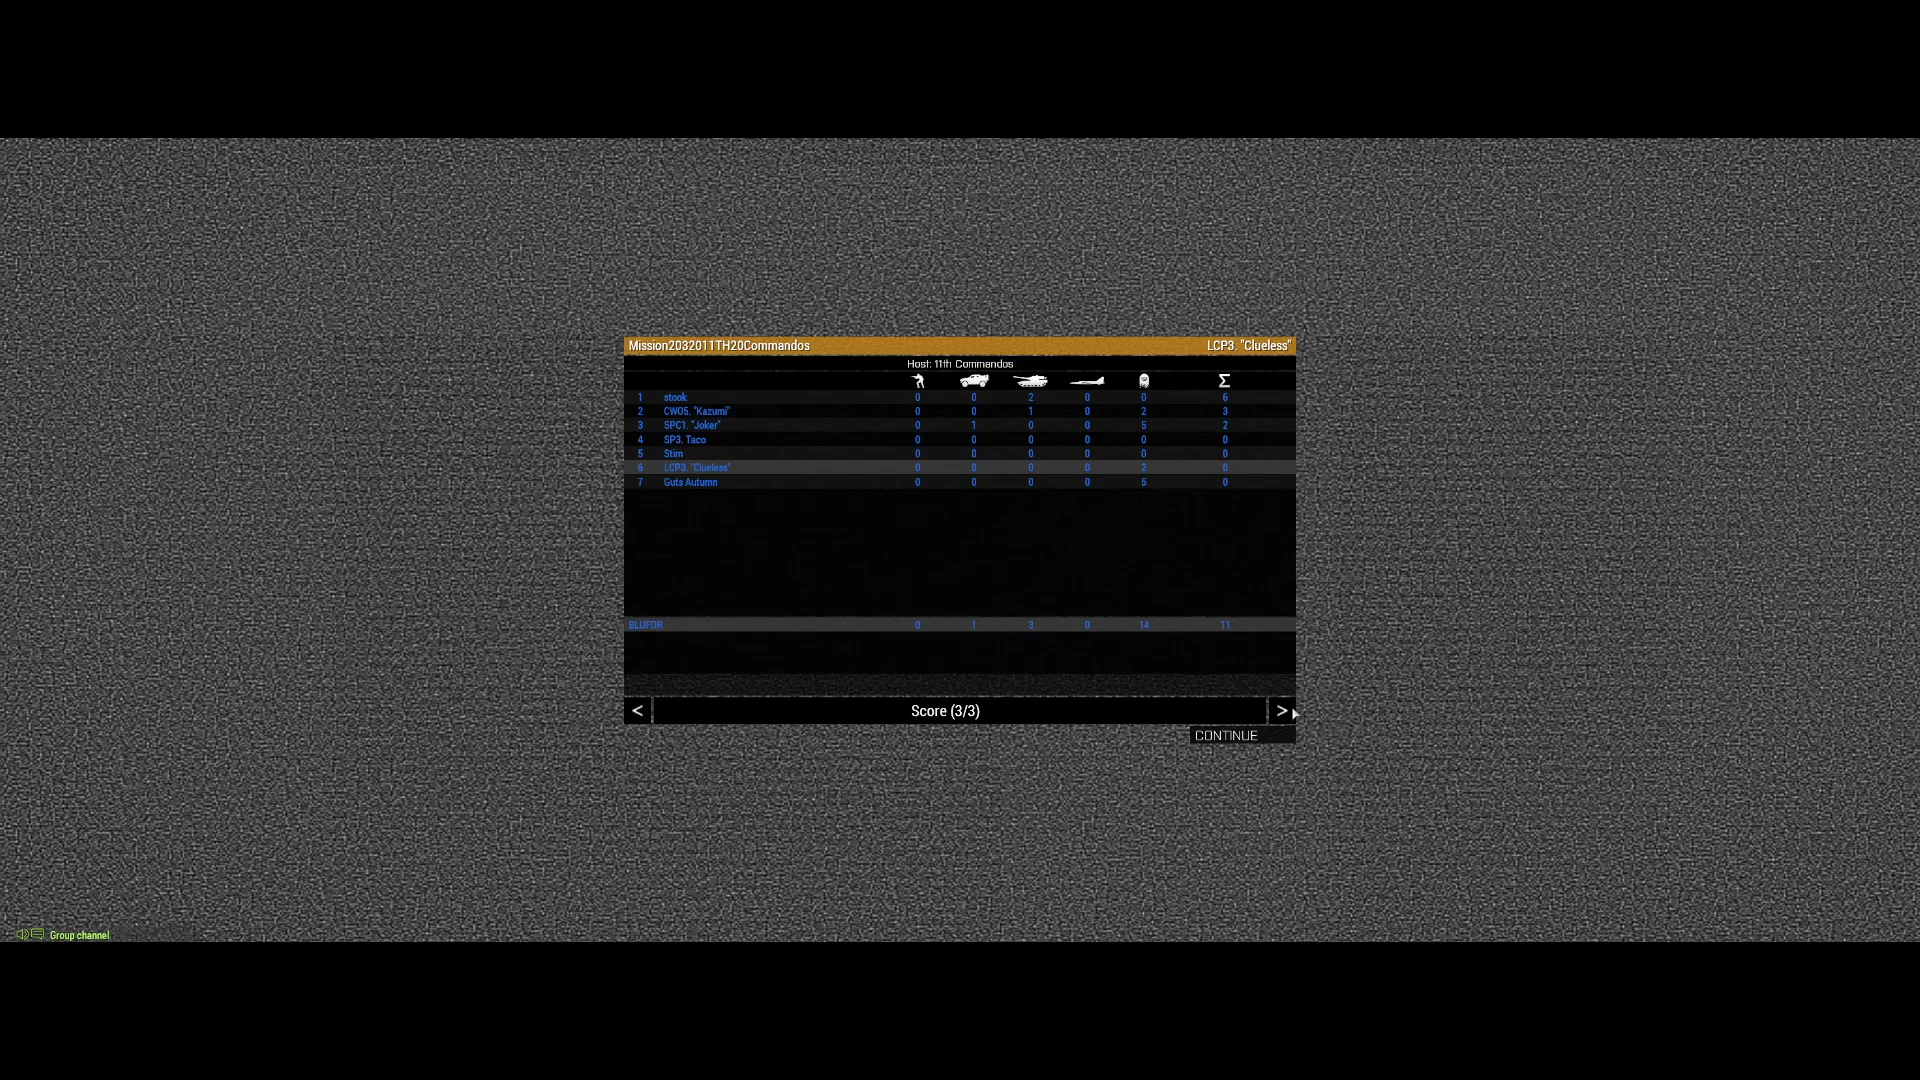 Mission2032011TH20Commandos LCP3. "Clueless"
Host: 11th Commandos
Σ
1 stook 0 0 2 0 0 6
2 CWO5. "Kazumi" 0 0 1 0 2 3
3 SPC1. "Joker" 0 1 0 0 5 2
4 SP3. Taco 0 0 0 0 0 0
5 Stim 0 0 0 0 0 0
6 LCP3. "Clueless" 0 0 0 0 2 0
7 Guts Autumn 0 0 0 0 5 0
BLUFOR 0 1 3 0 14 11
< Score (3/3) >
CONTINUE
Group channel